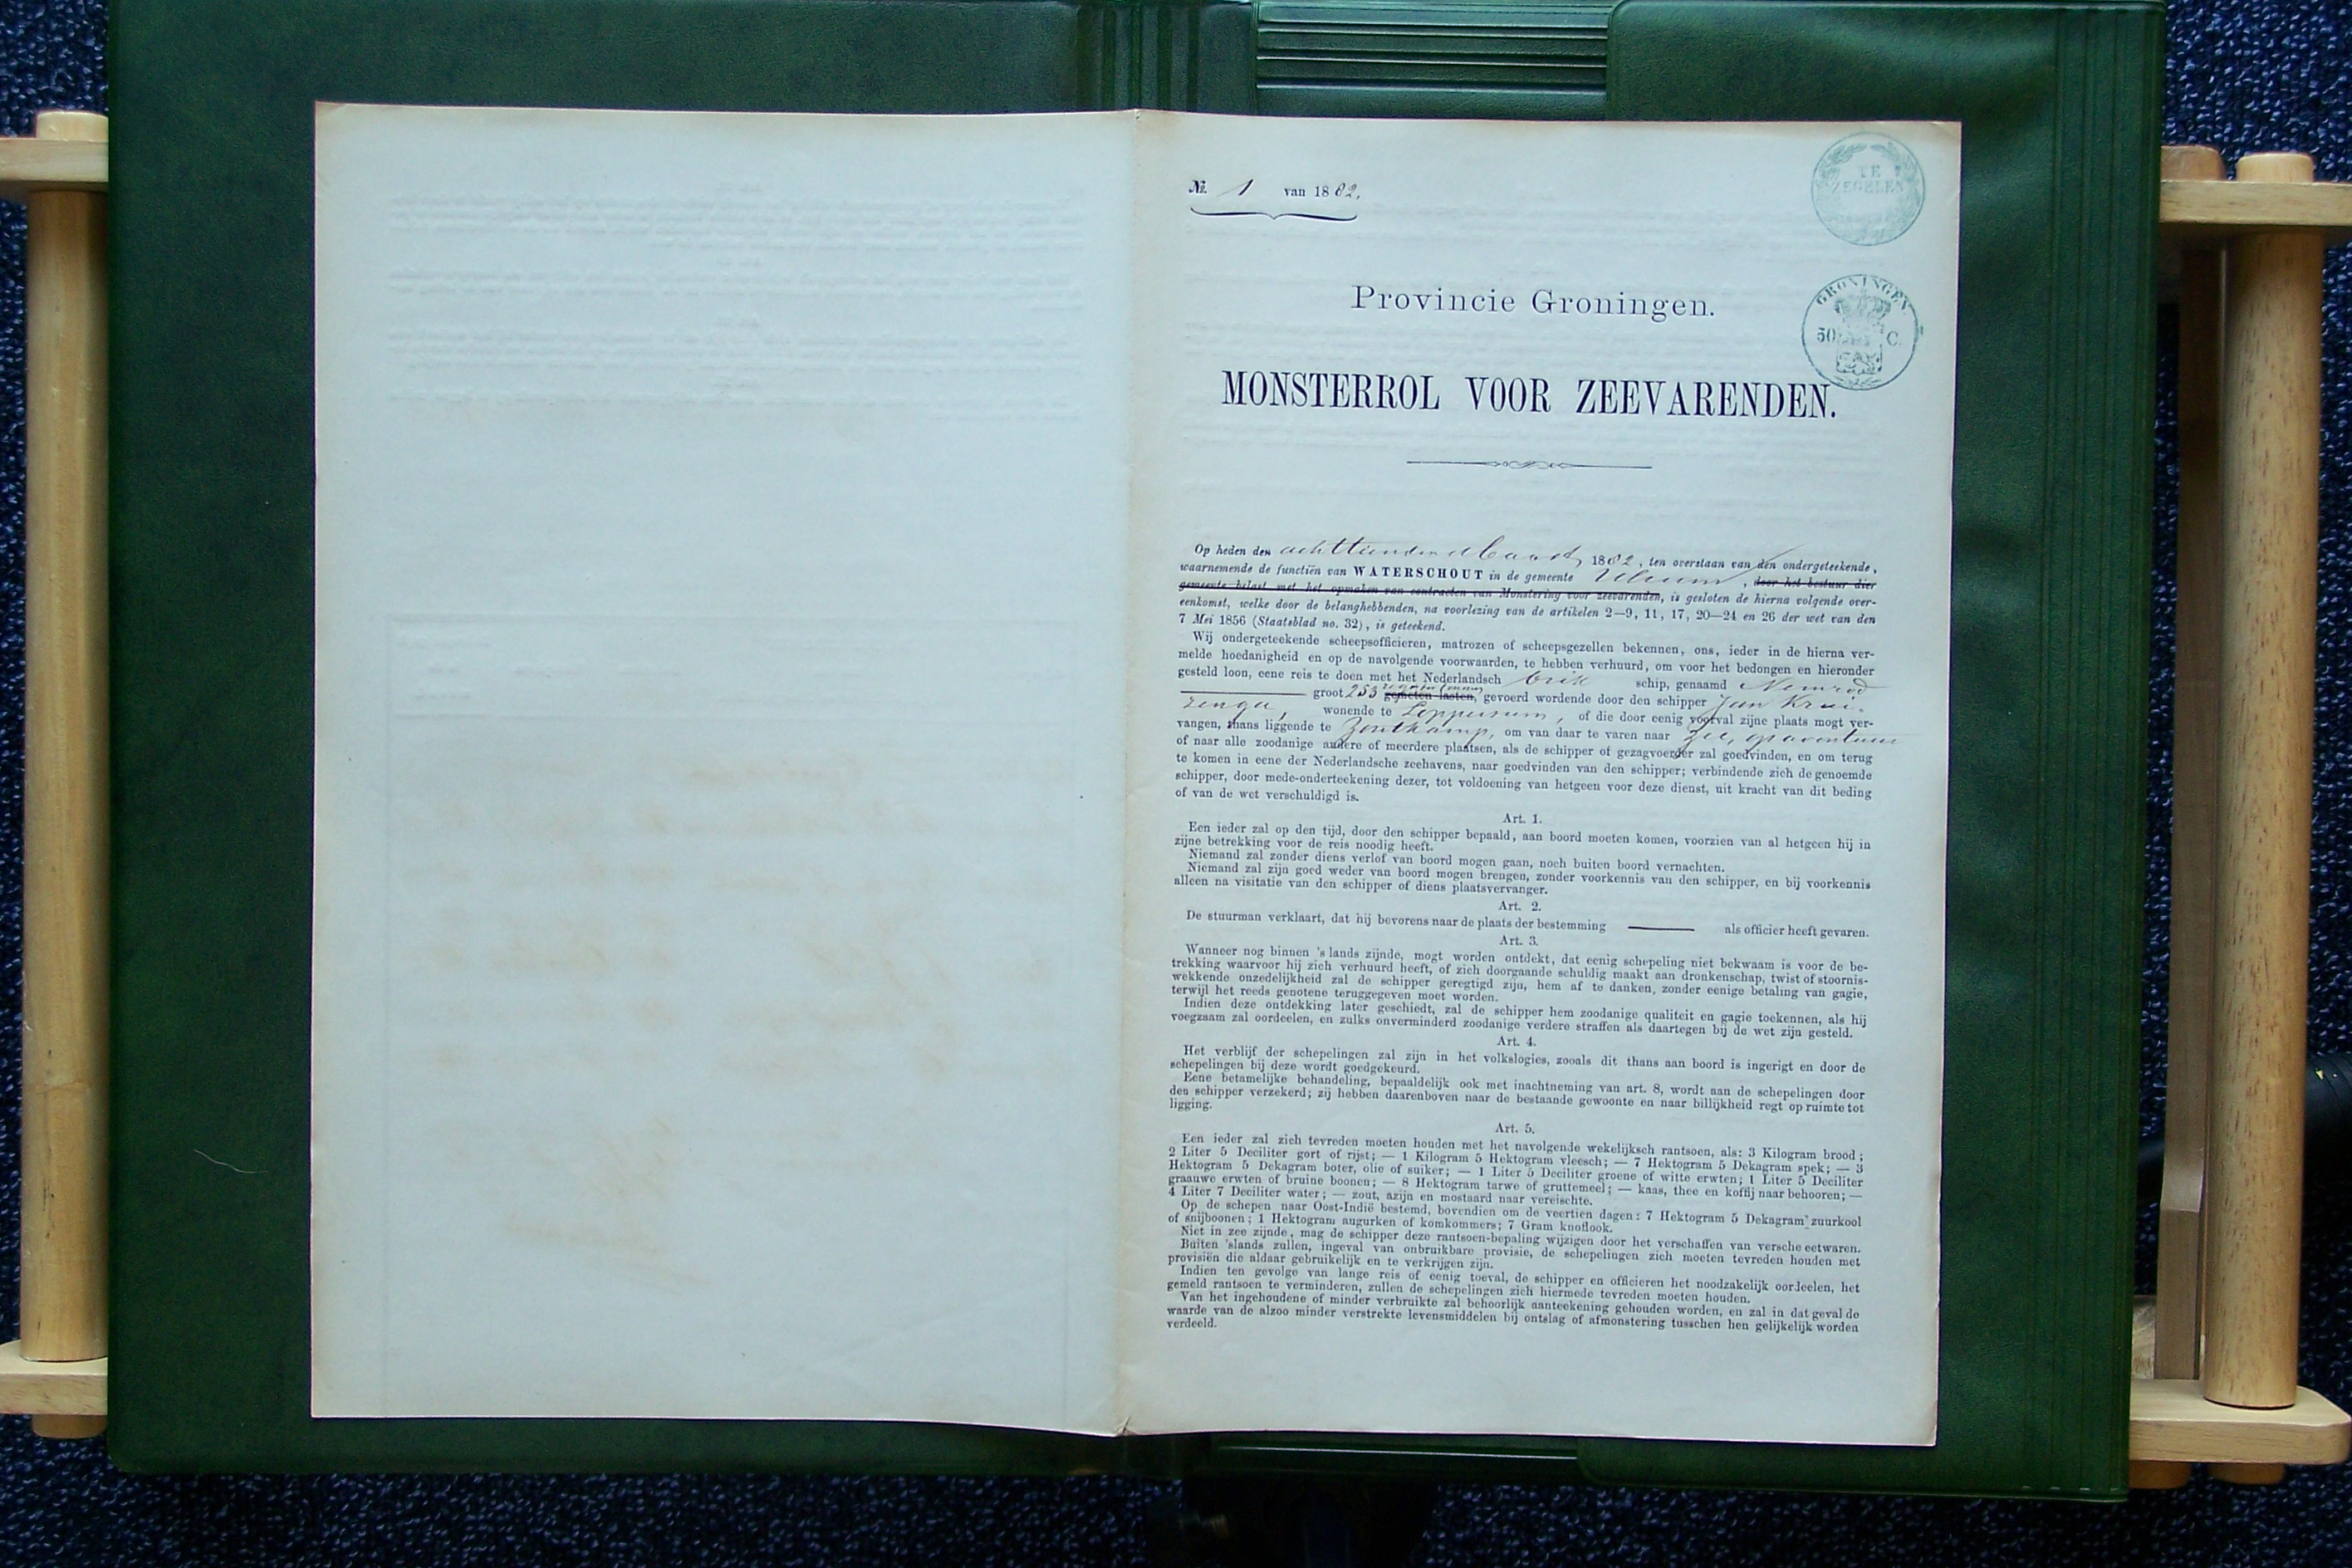 No. 1 van 1882.
TE
ZEGELEN
Provincie Groningen.
GRONINGEN
50 C.
MONSTERROL VOOR ZEEVARENDEN.
Op heden den achttienden Maart 1882, ten overstaan van den ondergeteekende,
waarnemende de functiën van WATERSCHOUT in de gemeente Ulrum, door het bestuur dier
gemeente belast met het opmaken van contracten van Monstering voor zeevarenden, is gesloten de hierna volgende over-
eenkomst, welke door de belanghebbenden, na voorlezing van de artikelen 2—9, 11, 17, 20—24 en 26 der wet van den
7 Mei 1856 (Staatsblad no. 32), is geteekend.
Wij ondergeteekende scheepsofficieren, matrozen of scheepsgezellen bekennen, ons, ieder in de hierna ver-
melde hoedanigheid en op de navolgende voorwaarden, te hebben verhuurd, om voor het bedongen en hieronder
gesteld loon, eene reis te doen met het Nederlandsch brik schip, genaamd Nemrod
groot 253 gemeten lasten, gevoerd wordende door den schipper Jan Krui-
zenga, wonende te Loppersum, of die door eenig voorval zijne plaats mogt ver-
vangen, thans liggende te Zoutkamp, om van daar te varen naar Zee, op avontuur
of naar alle zoodanige andere of meerdere plaatsen, als de schipper of gezagvoerder zal goedvinden, en om terug
te komen in eene der Nederlandsche zeehavens, naar goedvinden van den schipper; verbindende zich de genoemde
schipper, door mede-onderteekening dezer, tot voldoening van hetgeen voor deze dienst, uit kracht van dit beding
of van de wet verschuldigd is.
Art. 1.
Een ieder zal op den tijd, door den schipper bepaald, aan boord moeten komen, voorzien van al hetgeen hij in
zijne betrekking voor de reis noodig heeft.
Niemand zal zonder diens verlof van boord mogen gaan, noch buiten boord vernachten.
Niemand zal zijn goed weder van boord mogen brengen, zonder voorkennis van den schipper, en bij voorkennis
alleen na visitatie van den schipper of diens plaatsvervanger.
Art. 2.
De stuurman verklaart, dat hij bevorens naar de plaats der bestemming —— als officier heeft gevaren.
Art. 3.
Wanneer nog binnen 's lands zijnde, mogt worden ontdekt, dat eenig schepeling niet bekwaam is voor de be-
trekking waarvoor hij zich verhuurd heeft, of zich doorgaande schuldig maakt aan dronkenschap, twist of stoornis-
wekkende onzedelijkheid zal de schipper geregtigd zijn, hem af te danken, zonder eenige betaling van gagie,
terwijl het reeds genotene teruggegeven moet worden.
Indien deze ontdekking later geschiedt, zal de schipper hem zoodanige qualiteit en gagie toekennen, als hij
voegzaam zal oordeelen, en zulks onverminderd zoodanige verdere straffen als daartegen bij de wet zijn gesteld.
Art. 4.
Het verblijf der schepelingen zal zijn in het volkslogies, zooals dit thans aan boord is ingerigt en door de
schepelingen bij deze wordt goedgekeurd.
Eene betamelijke behandeling, bepaaldelijk ook met inachtneming van art. 8, wordt aan de schepelingen door
den schipper verzekerd; zij hebben daarenboven naar de bestaande gewoonte en naar billijkheid regt op ruimte tot
ligging.
Art. 5.
Een ieder zal zich tevreden moeten houden met het navolgende wekelijksch rantsoen, als: 3 Kilogram brood;
2 Liter 5 Deciliter gort of rijst; — 1 Kilogram 5 Hektogram vleesch; — 7 Hektogram 5 Dekagram spek; — 3
Hektogram 5 Dekagram boter, olie of suiker; — 1 Liter 5 Deciliter groene of witte erwten; 1 Liter 5 Deciliter
graauwe erwten of bruine boonen; — 8 Hektogram tarwe of gruttemeel; — kaas, thee en koffij naar behooren; —
4 Liter 7 Deciliter water; — zout, azijn en mostaard naar vereischte.
Op de schepen naar Oost-Indië bestemd, bovendien om de veertien dagen: 7 Hektogram 5 Dekagram zuurkool
of snijboonen; 1 Hektogram augurken of komkommers; 7 Gram knoflook.
Niet in zee zijnde, mag de schipper deze rantsoen-bepaling wijzigen door het verschaffen van versche eetwaren.
Buiten 'slands zullen, ingeval van onbruikbare provisie, de schepelingen zich moeten tevreden houden met
provisiën die aldaar gebruikelijk en te verkrijgen zijn.
Indien ten gevolge van lange reis of eenig toeval, de schipper en officieren het noodzakelijk oordeelen, het
gemeld rantsoen te verminderen, zullen de schepelingen zich hiermede tevreden moeten houden.
Van het ingehoudene of minder verbruikte zal behoorlijk aanteekening gehouden worden, en zal in dat geval de
waarde van de alzoo minder verstrekte levensmiddelen bij ontslag of afmonstering tusschen hen gelijkelijk worden
verdeeld.